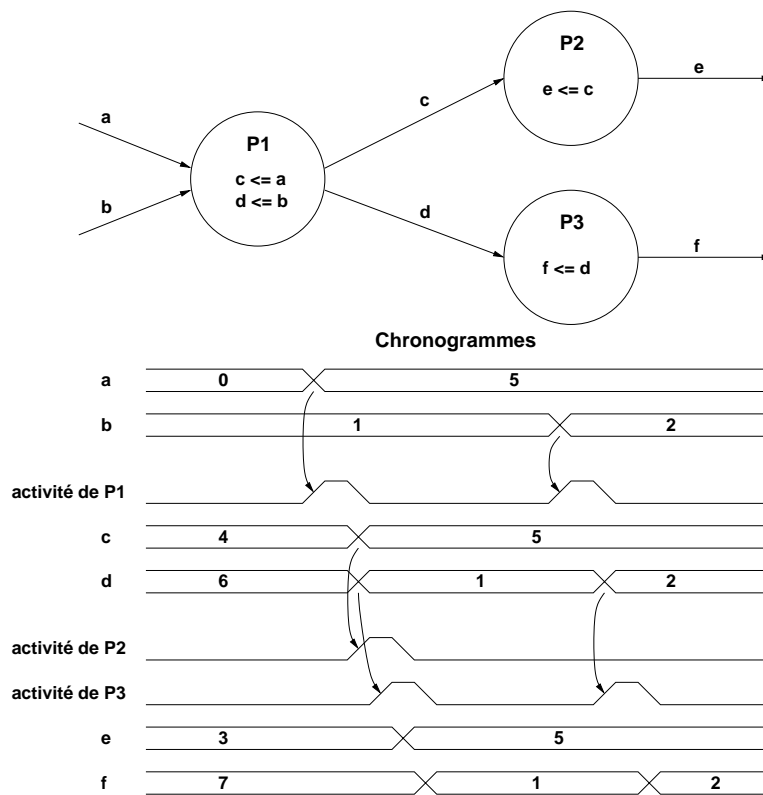 P2
e <= c
e
c
a
P1
c <= a
d <= b
b
d
P3
f <= d
f
Chronogrammes
a 0 5
b 1 2
activité de P1
c 4 5
d 6 1 2
activité de P2
activité de P3
e 3 5
f 7 1 2